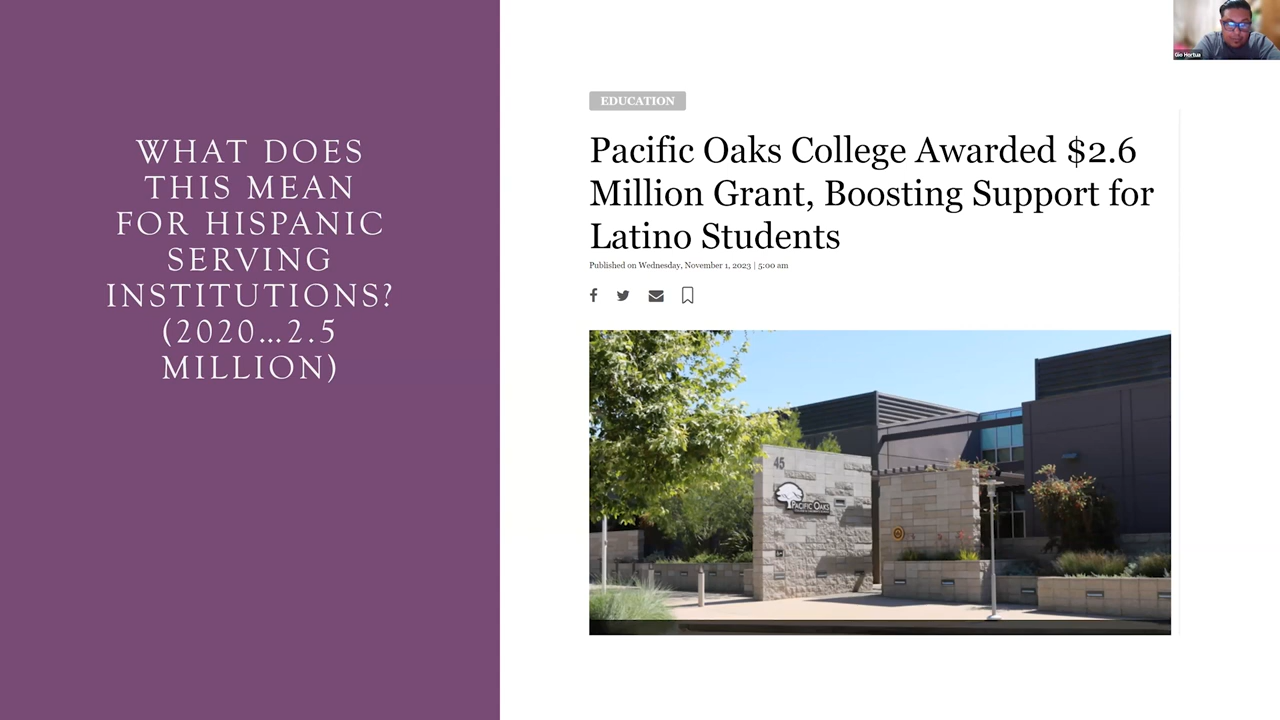 WHAT DOES
THIS MEAN
FOR HISPANIC
SERVING
INSTITUTIONS?
(2020...2.5
MILLION)
Gio Hortua
EDUCATION
Pacific Oaks College Awarded $2.6
Million Grant, Boosting Support for
Latino Students
Published on Wednesday, November 1, 2023 | 5:00 am
45
PACIFIC OAKS